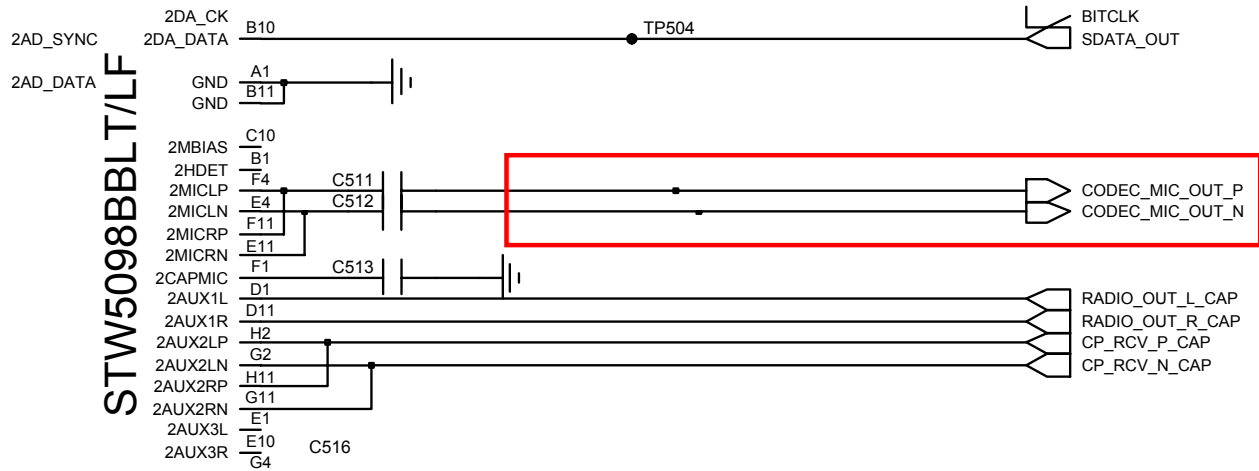 2DA_CK
BITCLK
2AD_SYNC 2DA_DATA B10 TP504 SDATA_OUT
2AD_DATA GND A1
GND B11
STW5098BBLT/LF
2MBIAS C10
2HDET B1
2MICLP F4 C511 CODEC_MIC_OUT_P
2MICLN E4 C512 CODEC_MIC_OUT_N
2MICRP F11
2MICRN E11
2CAPMIC F1 C513
2AUX1L D1 RADIO_OUT_L_CAP
2AUX1R D11 RADIO_OUT_R_CAP
2AUX2LP H2 CP_RCV_P_CAP
2AUX2LN G2 CP_RCV_N_CAP
2AUX2RP H11
2AUX2RN G11
2AUX3L E1
2AUX3R E10 C516
G4